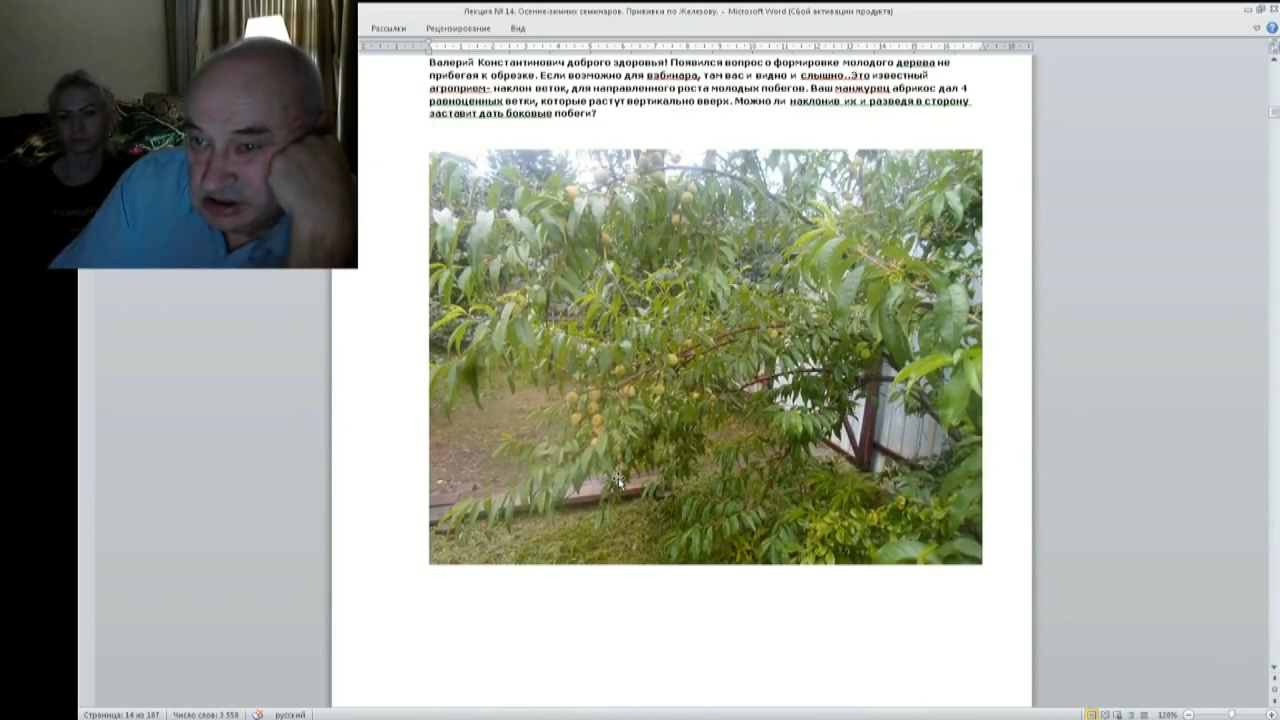 Лекция № 14. Осенне-зимних семинаров. Прививки по Железову. - Microsoft Word (Сбой активации продукта)
Рассылки Рецензирование Вид
Валерий Константинович доброго здоровья! Появился вопрос о формировке молодого дерева не
прибегая к обрезке. Если возможно для вэбинара, там вас и видно и слышно..Это известный
агроприем- наклон веток, для направленного роста молодых побегов. Ваш манжурец абрикос дал 4
равноценных ветки, которые растут вертикально вверх. Можно ли наклонив их и разведя в сторону
заставит дать боковые побеги?
Страница: 14 из 187 Число слов: 3 558 русский 120%